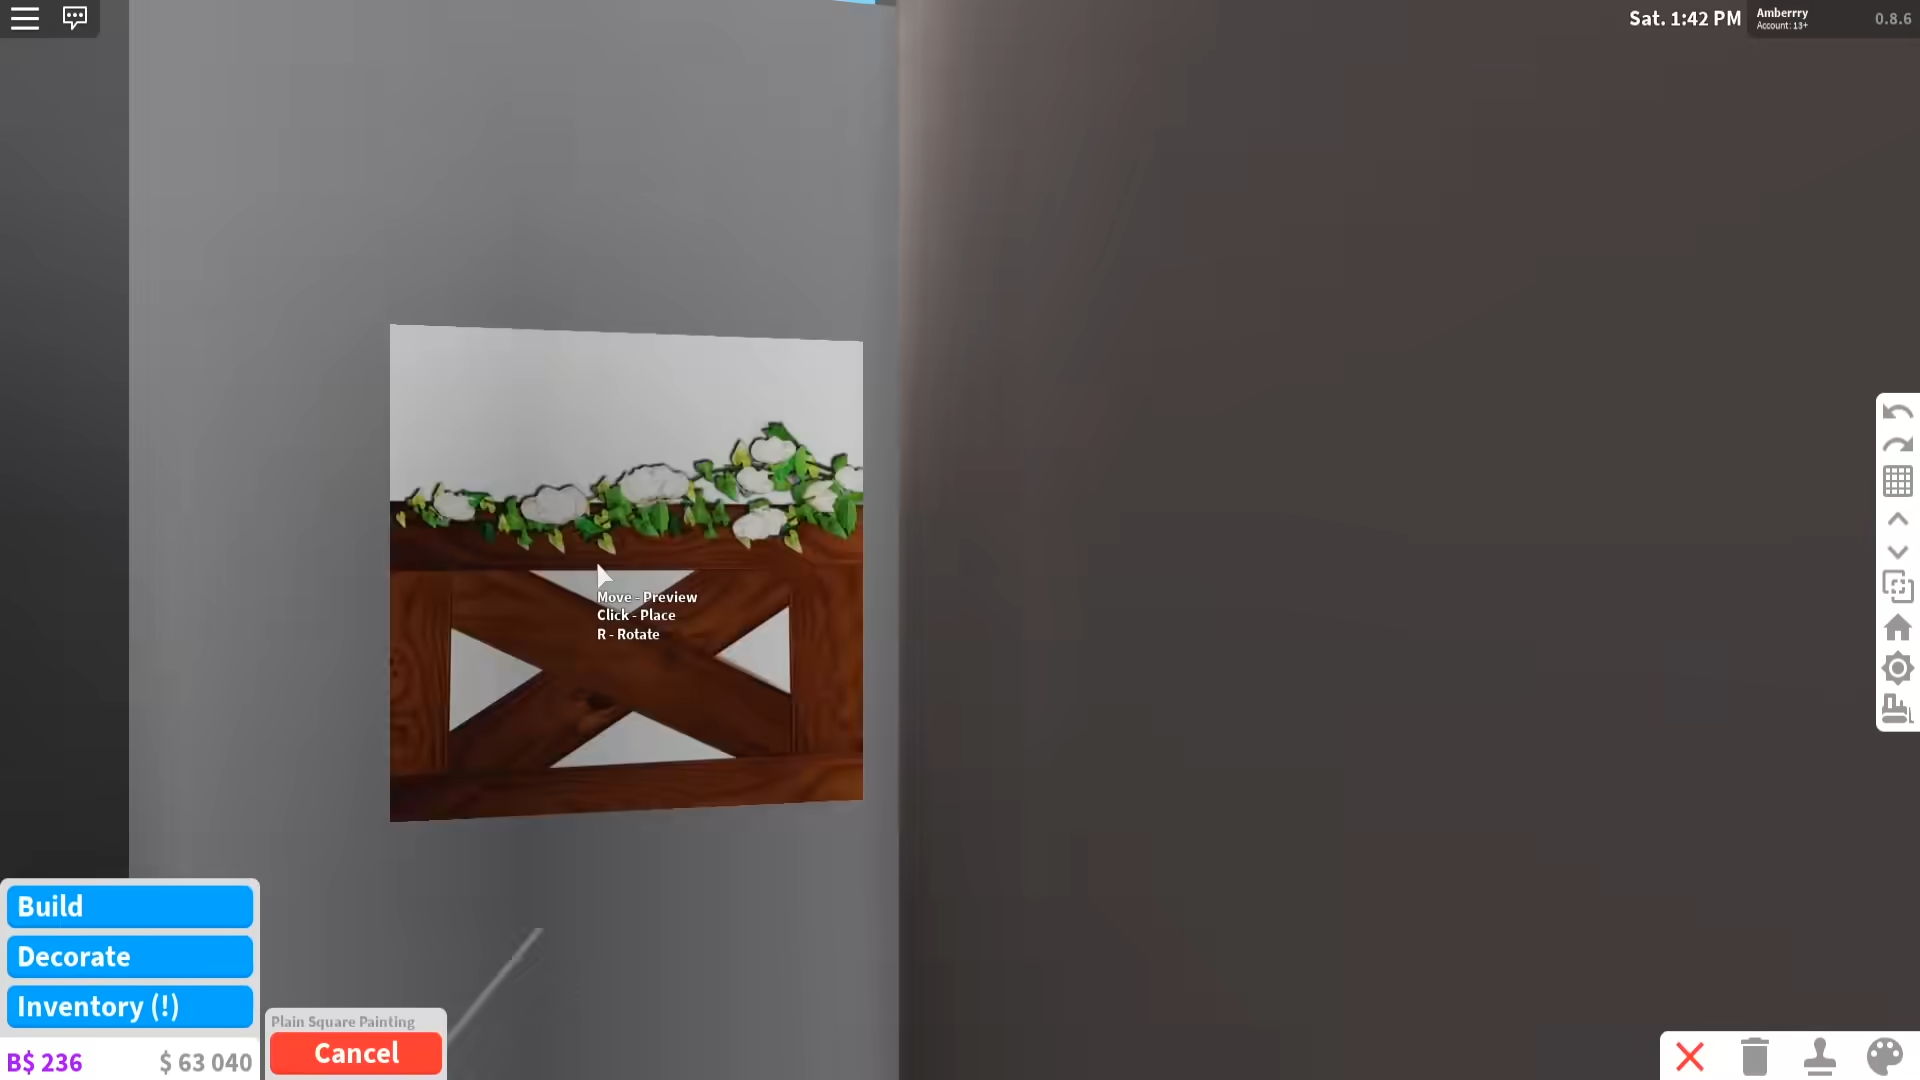 Sat. 1:42 PM
Amberrry
Account: 13+
0.8.6
Move - Preview
Click - Place
R - Rotate
Build
Decorate
Inventory (!)
Plain Square Painting
Cancel
B$ 236
$ 63 040